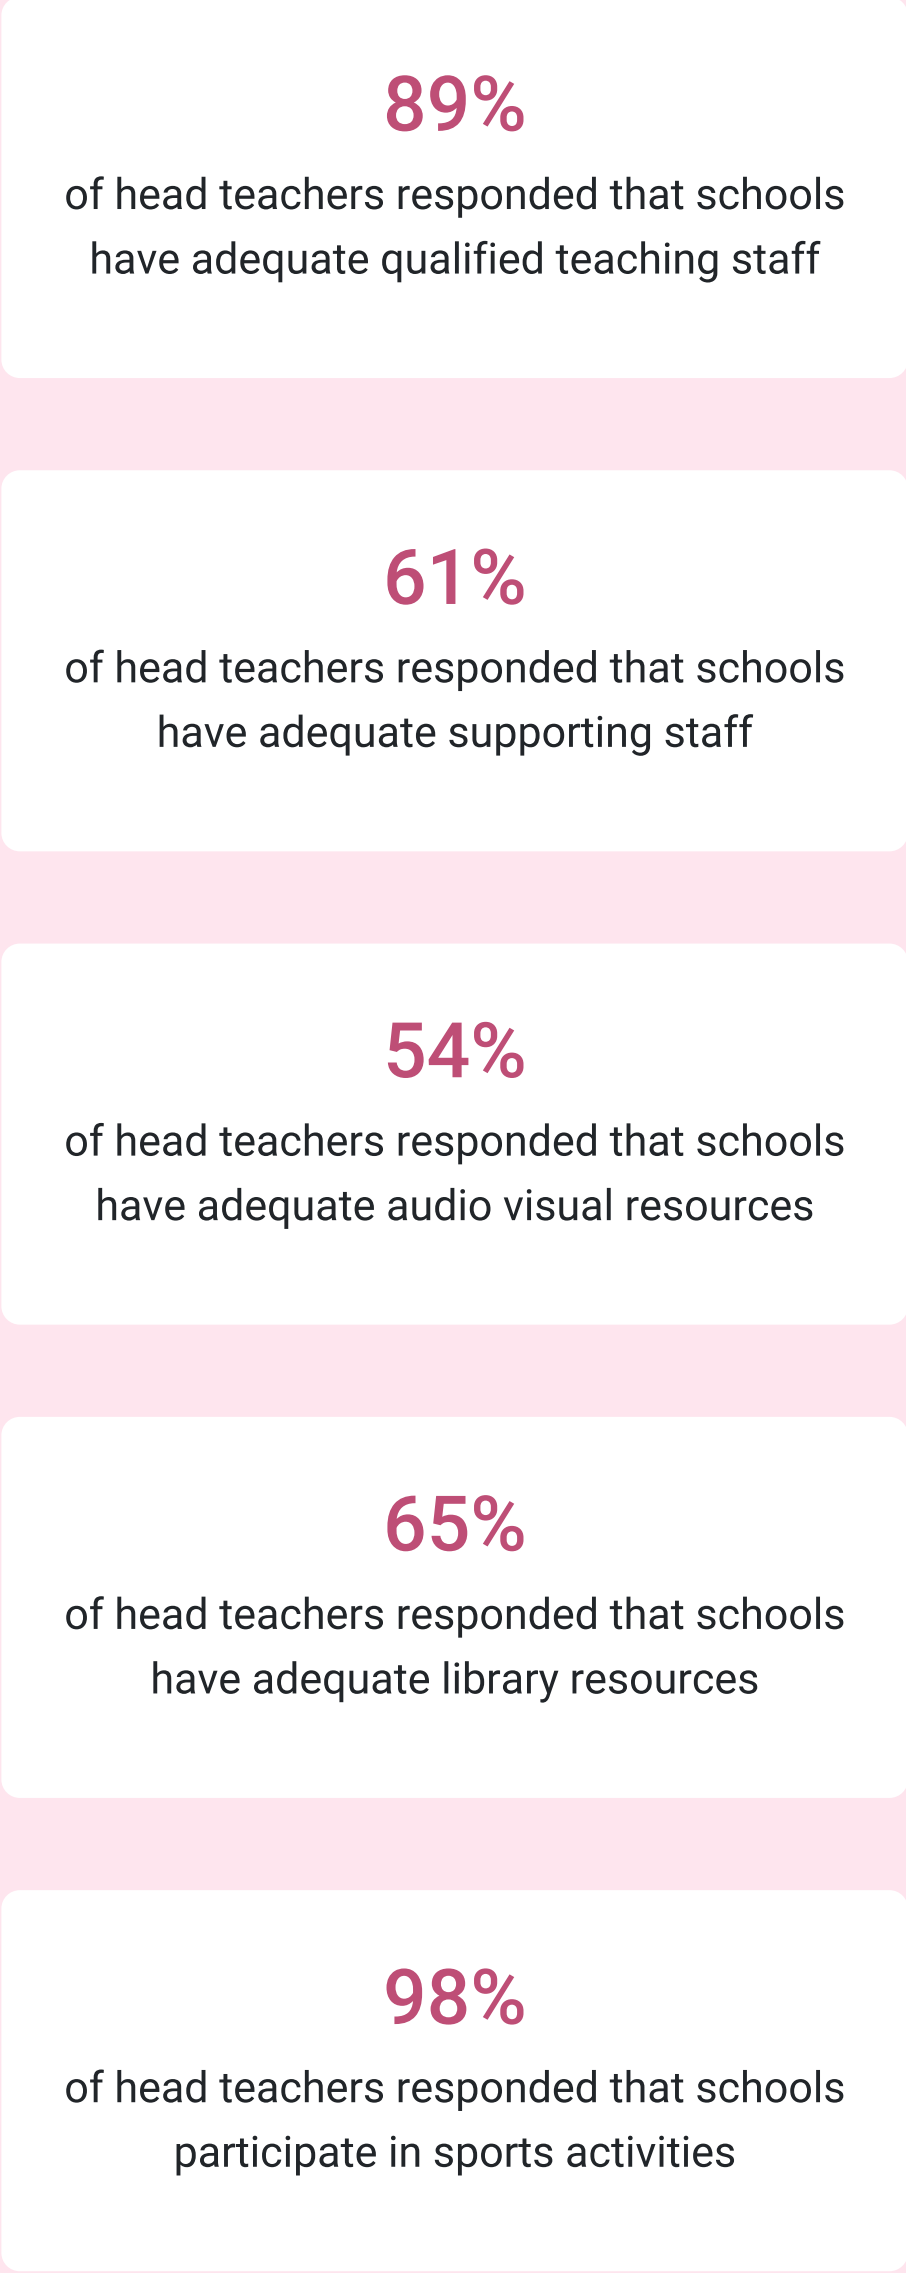 89%
of head teachers responded that schools
have adequate qualified teaching staff
61%
of head teachers responded that schools
have adequate supporting staff
54%
of head teachers responded that schools
have adequate audio visual resources
65%
of head teachers responded that schools
have adequate library resources
98%
of head teachers responded that schools
participate in sports activities